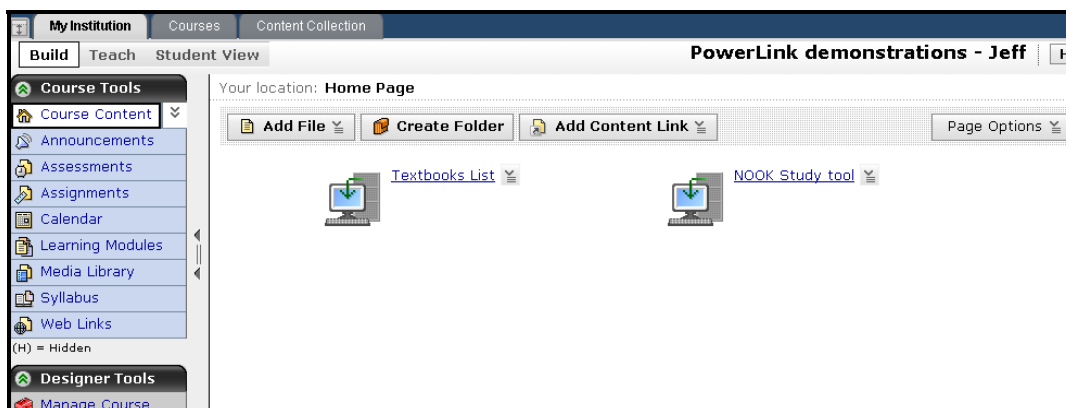 My Institution Courses Content Collection
Build Teach Student View PowerLink demonstrations - Jeff H
Course Tools Your location: Home Page
Course Content
Add File Create Folder Add Content Link Page Options
Announcements
Assessments Textbooks List NOOK Study tool
Assignments
Calendar
Learning Modules
Media Library
Syllabus
Web Links
(H) = Hidden
Designer Tools
Manage Course